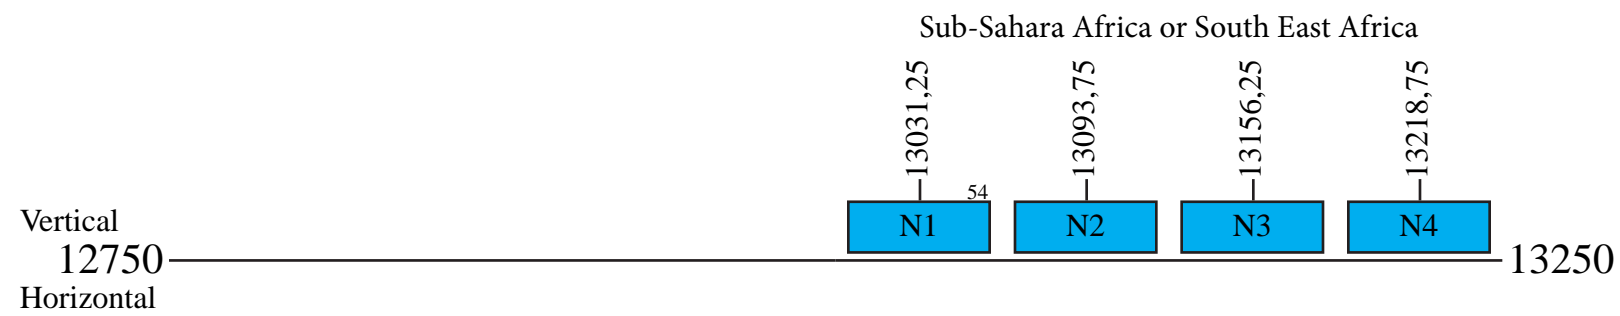 Sub-Sahara Africa or South East Africa
13031,25
13093,75
13156,25
13218,75
54
N1
N2
N3
N4
Vertical
12750
13250
Horizontal